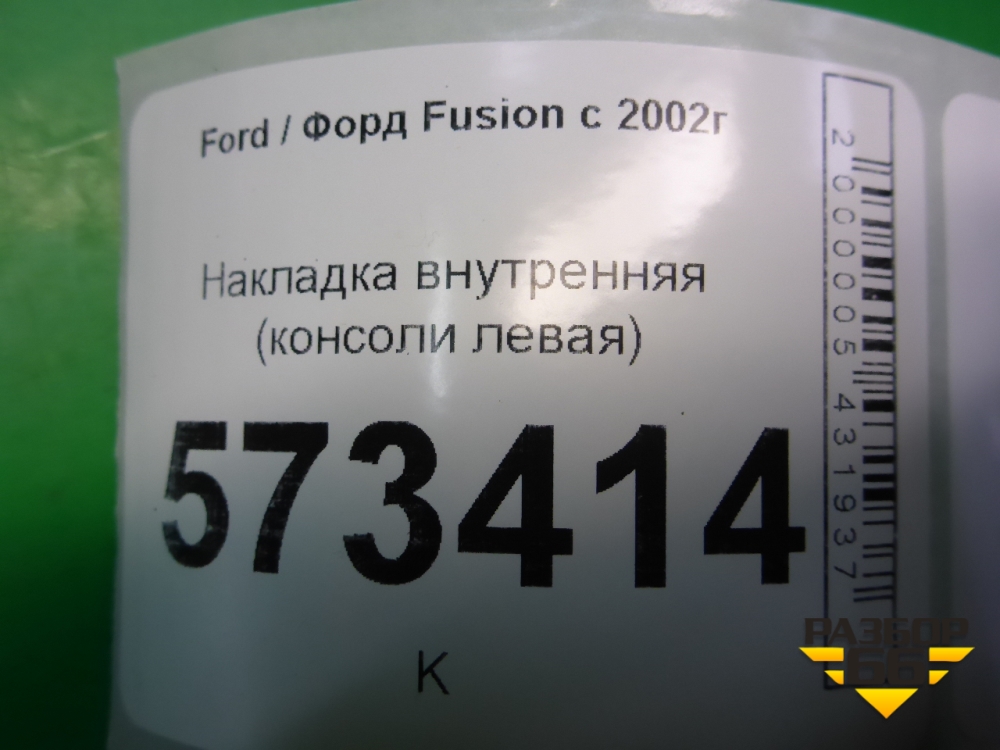 Ford / Форд Fusion с 2002г
Накладка внутренняя
(консоли левая)
573414
К
2000005431937
РАЗБОР
66